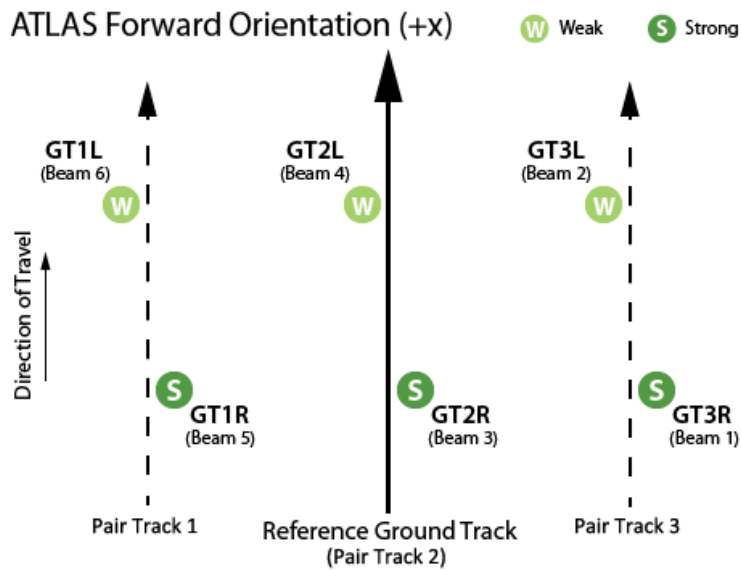 ATLAS Forward Orientation (+x)
W Weak
S Strong
GT1L
(Beam 6)
W
GT2L
(Beam 4)
W
GT3L
(Beam 2)
W
Direction of Travel
S
GT1R
(Beam 5)
S
GT2R
(Beam 3)
S
GT3R
(Beam 1)
Pair Track 1
Reference Ground Track
(Pair Track 2)
Pair Track 3